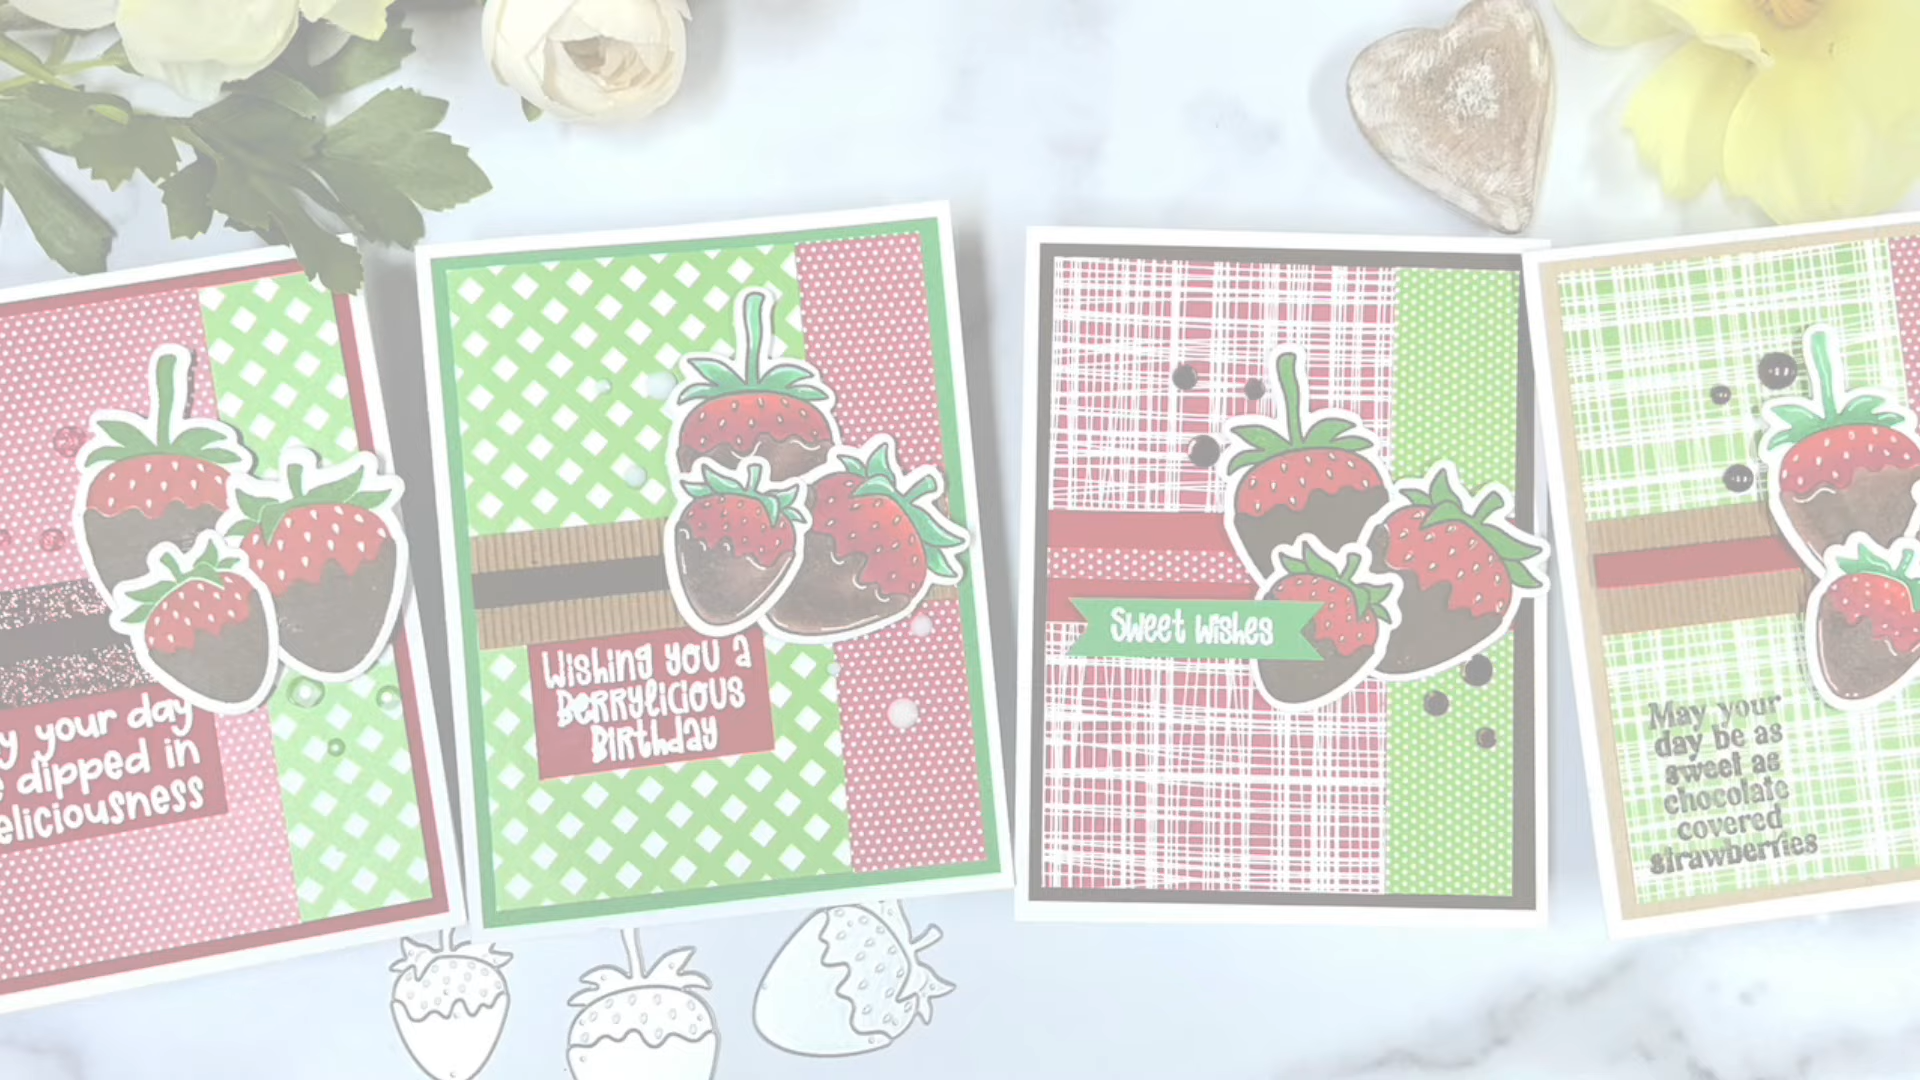 y your day
e dipped in
eliciousness
Wishing you a
Berrylicious
Birthday
Sweet wishes
May your
day be as
sweet as
chocolate
covered
strawberries